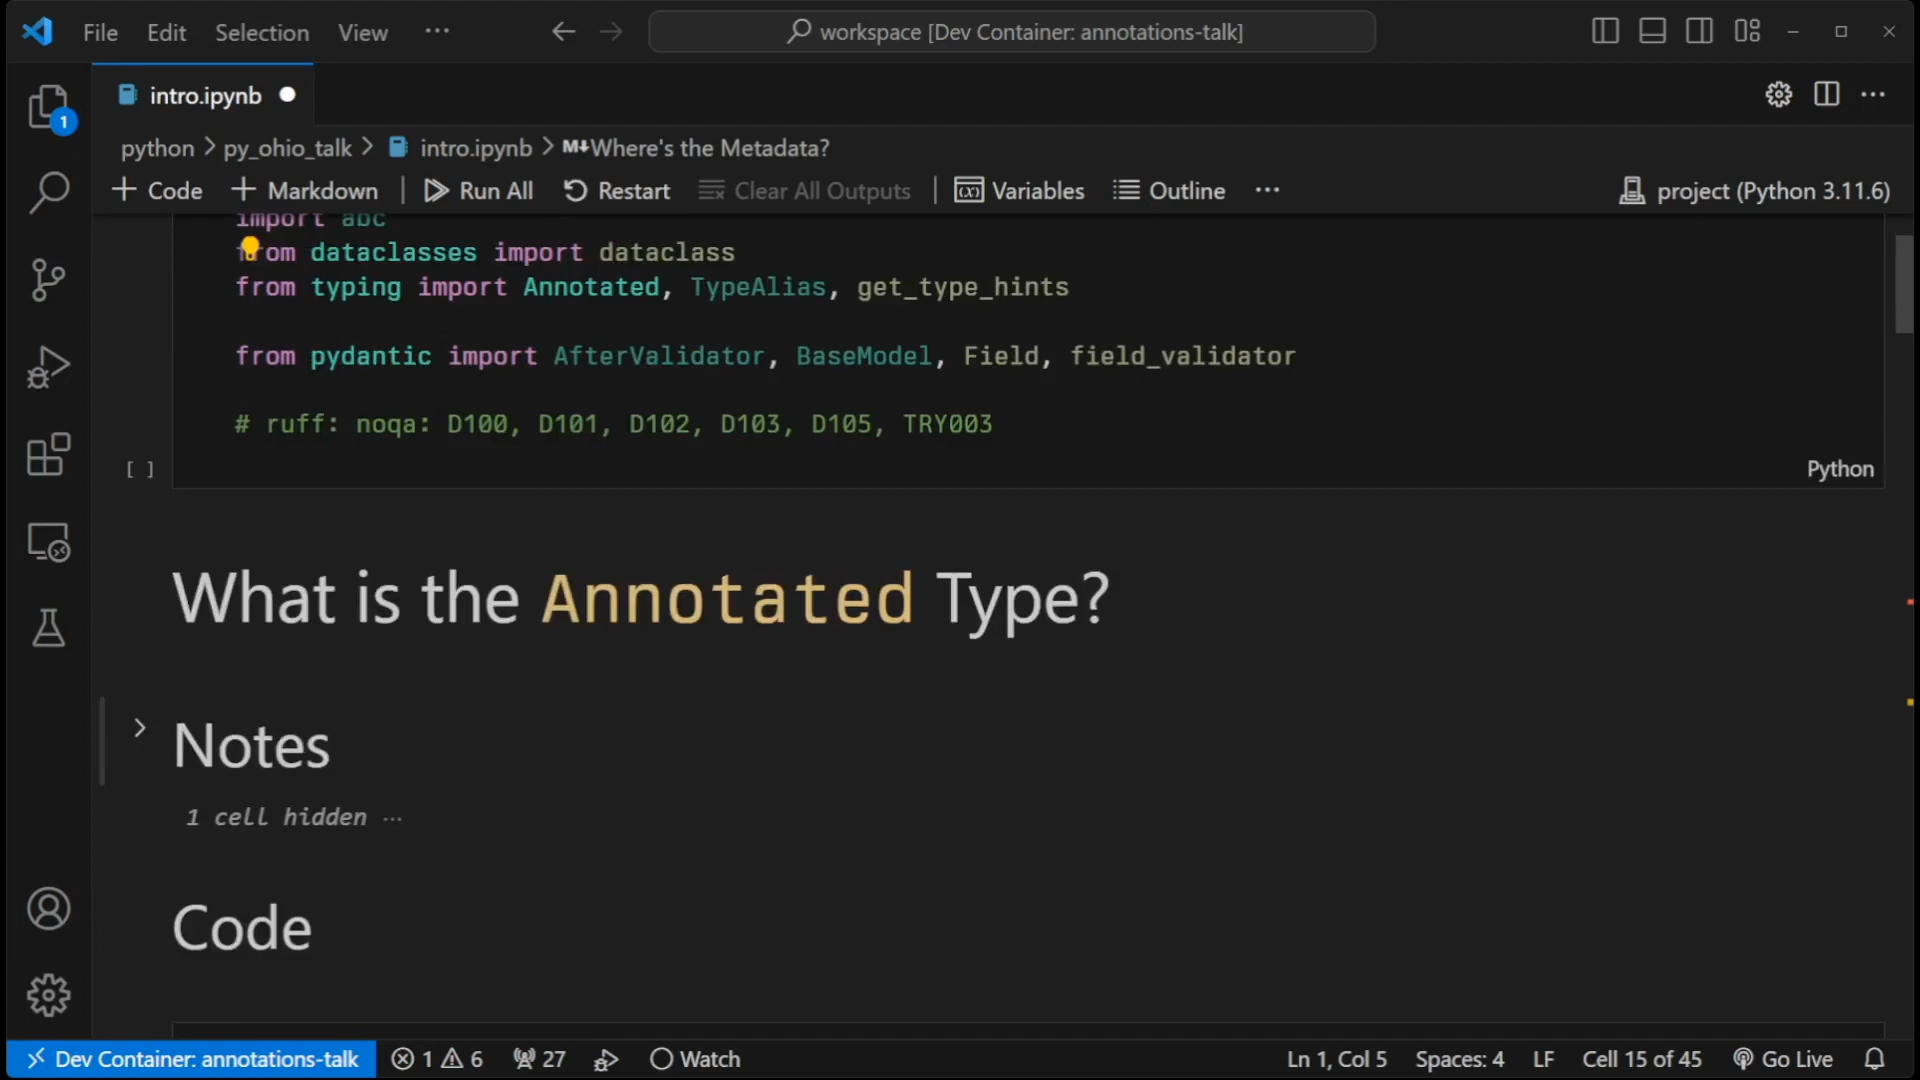 File Edit Selection View ... workspace [Dev Container: annotations-talk]
1 intro.ipynb
python > py_ohio_talk > intro.ipynb > M↓Where's the Metadata?
+ Code + Markdown | Run All Restart Clear All Outputs | (x) Variables Outline ... project (Python 3.11.6)
import abc
from dataclasses import dataclass
from typing import Annotated, TypeAlias, get_type_hints
from pydantic import AfterValidator, BaseModel, Field, field_validator
# ruff: noqa: D100, D101, D102, D103, D105, TRY003
[ ] Python
What is the Annotated Type?
Notes
1 cell hidden ...
Code
Dev Container: annotations-talk 1 6 27 Watch Ln 1, Col 5 Spaces: 4 LF Cell 15 of 45 Go Live